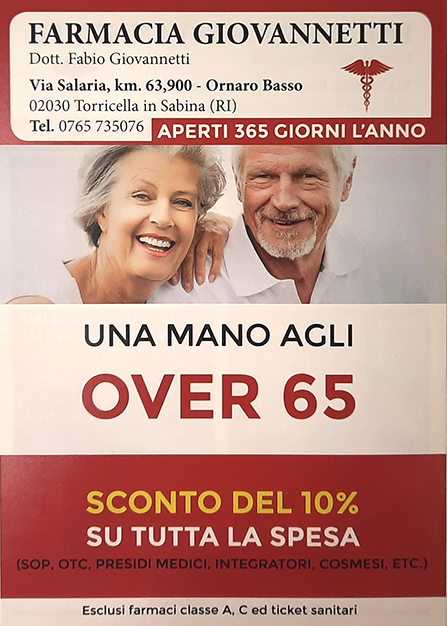 FARMACIA GIOVANNETTI
Dott. Fabio Giovannetti
Via Salaria, km. 63,900 - Ornaro Basso
02030 Torricella in Sabina (RI)
Tel. 0765 735076
APERTI 365 GIORNI L'ANNO
UNA MANO AGLI
OVER 65
SCONTO DEL 10%
SU TUTTA LA SPESA
(SOP, OTC, PRESIDI MEDICI, INTEGRATORI, COSMESI, ETC.)
Esclusi farmaci classe A, C ed ticket sanitari